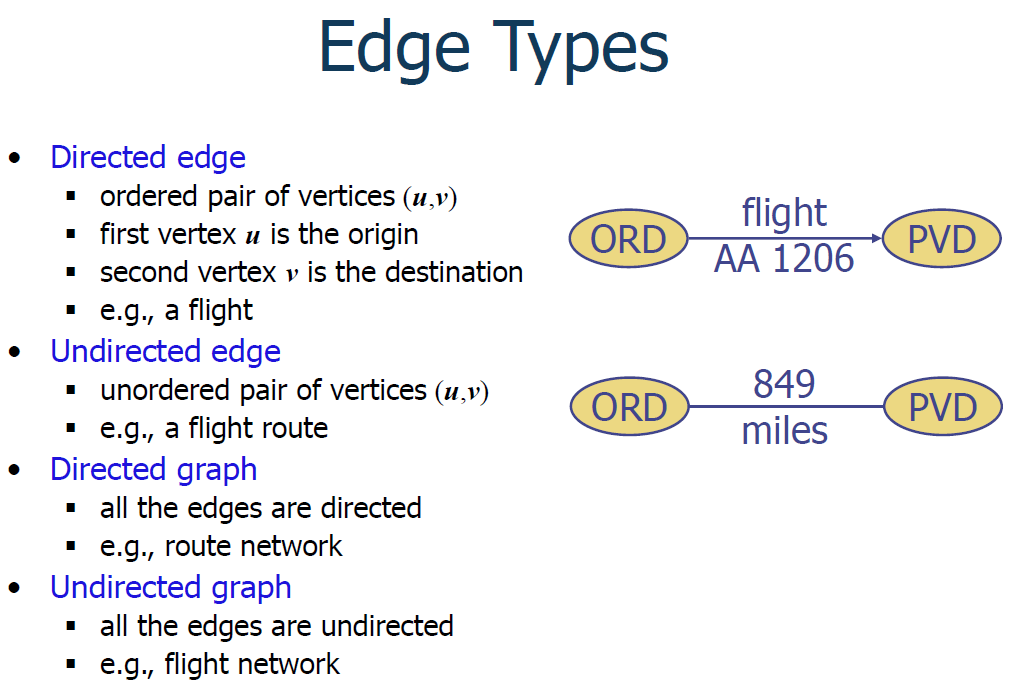 Edge Types
• Directed edge
▪ ordered pair of vertices (u,v)
▪ first vertex u is the origin
▪ second vertex v is the destination
▪ e.g., a flight
• Undirected edge
▪ unordered pair of vertices (u,v)
▪ e.g., a flight route
• Directed graph
▪ all the edges are directed
▪ e.g., route network
• Undirected graph
▪ all the edges are undirected
▪ e.g., flight network
flight
ORD
PVD
AA 1206
849
ORD
PVD
miles